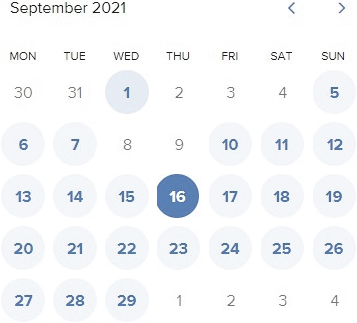 September 2021
MON TUE WED THU FRI SAT SUN
30 31 1 2 3 4 5
6 7 8 9 10 11 12
13 14 15 16 17 18 19
20 21 22 23 24 25 26
27 28 29 1 2 3 4